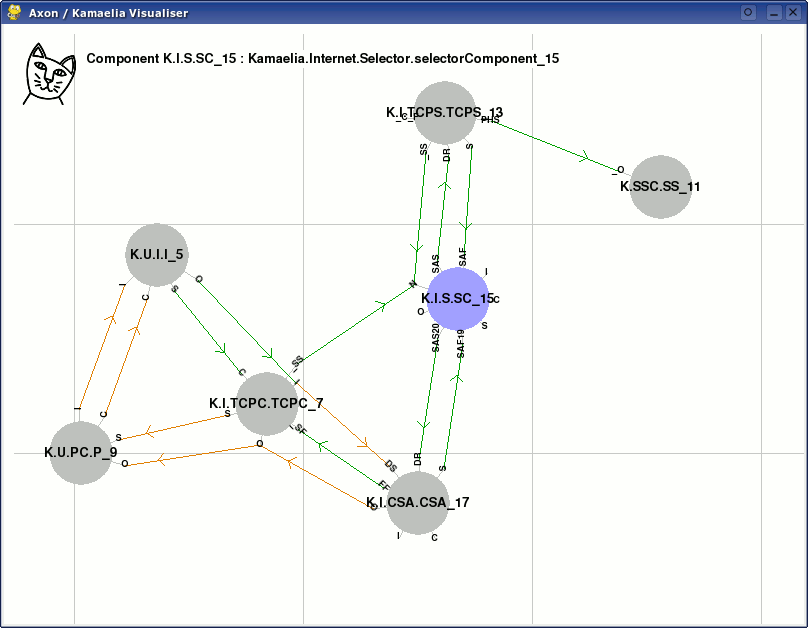 Axon / Kamaelia Visualiser
Component K.I.S.SC_15 : Kamaelia.Internet.Selector.selectorComponent_15
K.I.TCPS.TCPS_13
PHS
_SS
DR
S
_O
K.SSC.SS_11
K.U.I.I_5
S
O
I
C
SAS
SAF
I
N
K.I.S.SC_15
C
O
S
SAS20
SAF19
_SS
C
I
K.I.TCPC.TCPC_7
S
I
C
_SF
O
S
O
K.U.PC.P_9
DS
FF
DR
S
K.I.CSA.CSA_17
O
I
C